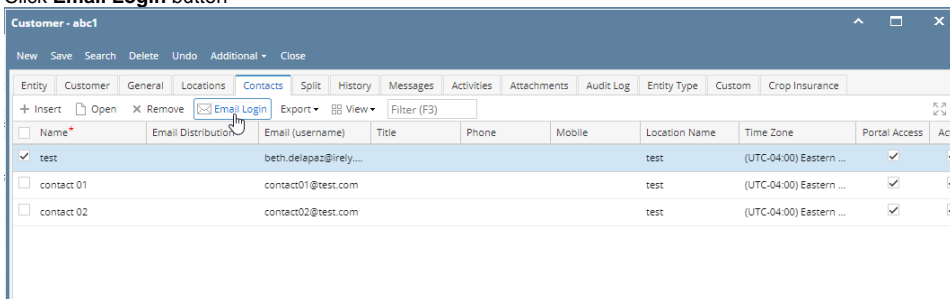 Click Email Login button
Customer - abc1
New Save Search Delete Undo Additional Close
Entity Customer General Locations Contacts Split History Messages Activities Attachments Audit Log Entity Type Custom Crop Insurance
+ Insert Open X Remove Email Login Export View Filter (F3)
Name* Email Distribution Email (username) Title Phone Mobile Location Name Time Zone Portal Access Ac
test beth.delapaz@irely.... test (UTC-04:00) Eastern ...
contact 01 contact01@test.com test (UTC-04:00) Eastern ...
contact 02 contact02@test.com test (UTC-04:00) Eastern ...